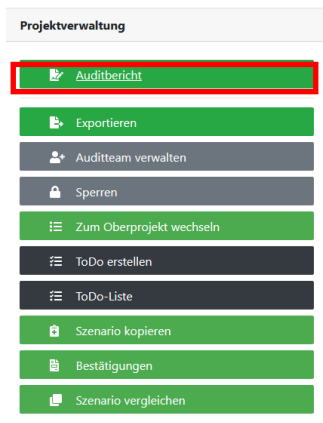 Projektverwaltung
Auditbericht
Exportieren
Auditteam verwalten
Sperren
Zum Oberprojekt wechseln
ToDo erstellen
ToDo-Liste
Szenario kopieren
Bestätigungen
Szenario vergleichen